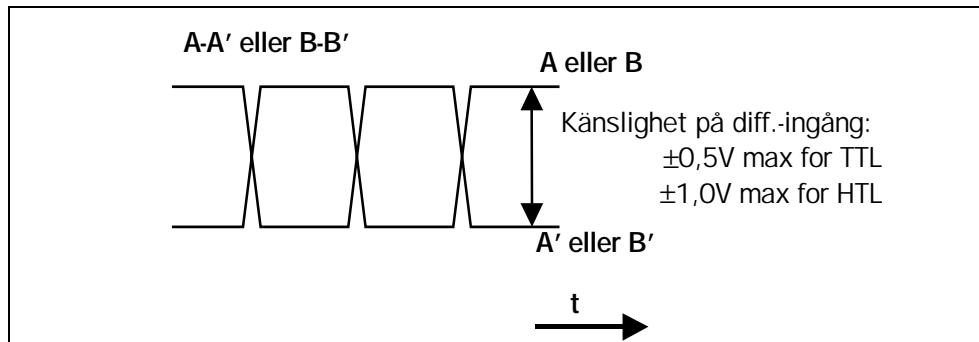 A-A' eller B-B'
A eller B
Känslighet på diff.-ingång:
±0,5V max for TTL
±1,0V max for HTL
A' eller B'
t